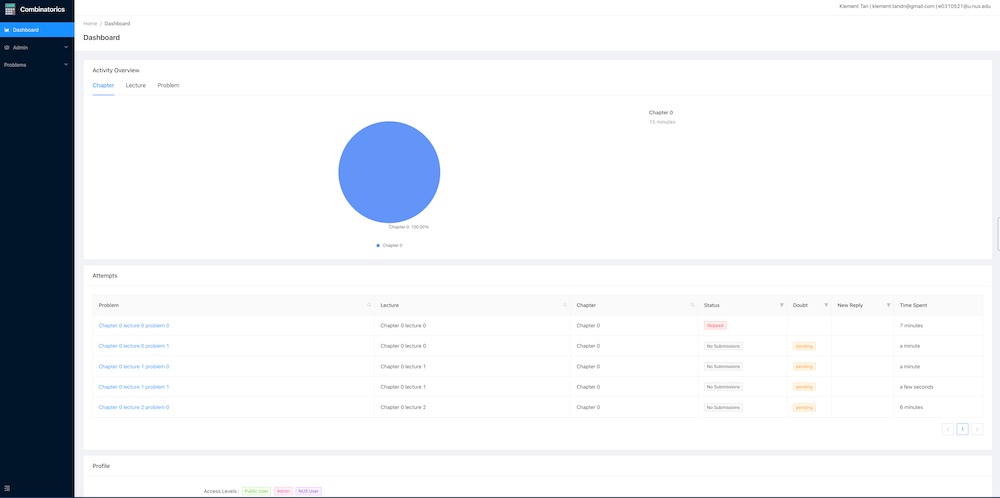 Combinatorics
Klement Tan | klement.tandn@gmail.com | e0310521@u.nus.edu
Dashboard
Admin
Problems
Home / Dashboard
Dashboard
Activity Overview
Chapter Lecture Problem
Chapter 0
15 minutes
Chapter 0: 100.00%
Chapter 0
Attempts
Problem Lecture Chapter Status Doubt New Reply Time Spent
Chapter 0 lecture 0 problem 0 Chapter 0 lecture 0 Chapter 0 Skipped 7 minutes
Chapter 0 lecture 0 problem 1 Chapter 0 lecture 0 Chapter 0 No Submissions pending a minute
Chapter 0 lecture 1 problem 0 Chapter 0 lecture 1 Chapter 0 No Submissions pending a minute
Chapter 0 lecture 1 problem 1 Chapter 0 lecture 1 Chapter 0 No Submissions pending a few seconds
Chapter 0 lecture 2 problem 0 Chapter 0 lecture 2 Chapter 0 No Submissions pending 6 minutes
< 1 >
Profile
Access Levels : Public User Admin NUS User